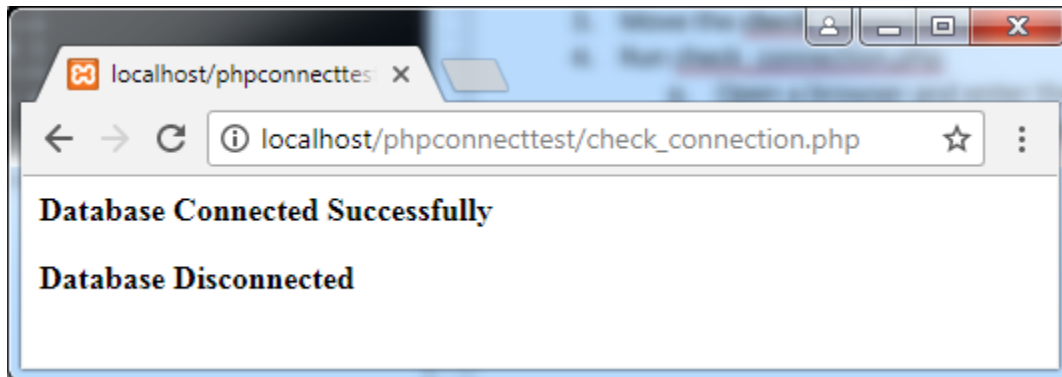 localhost/phpconnecttes
localhost/phpconnecttest/check_connection.php
Database Connected Successfully
Database Disconnected